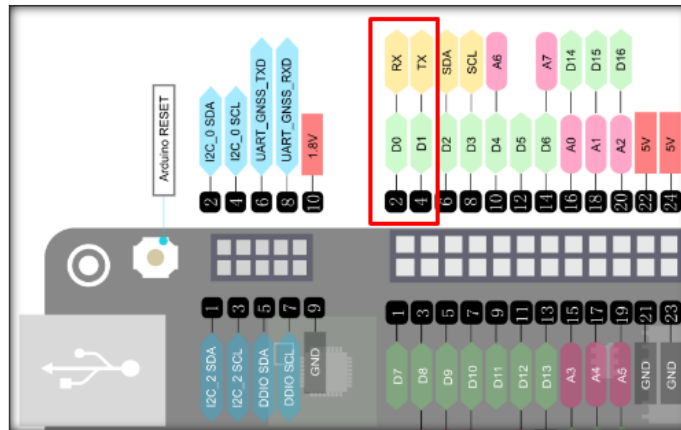 RX TX SDA SCL A6 A7 D14 D15 D16
I2C_0 SDA I2C_0 SCL UART_GNSS_TXD UART_GNSS_RXD 1.8V
D0 D1 D2 D3 D4 D5 D6 A0 A1 A2 5V 5V
Arduino RESET
2 4 6 8 10
2 4 6 8 10 12 14 16 18 20 22 24
1 3 5 7 9
1 3 5 7 9 11 13 15 17 19 21 23
I2C_2 SDA I2C_2 SCL DDIO SDA DDIO SCL GND
D7 D8 D9 D10 D11 D12 D13 A3 A4 A5 GND GND